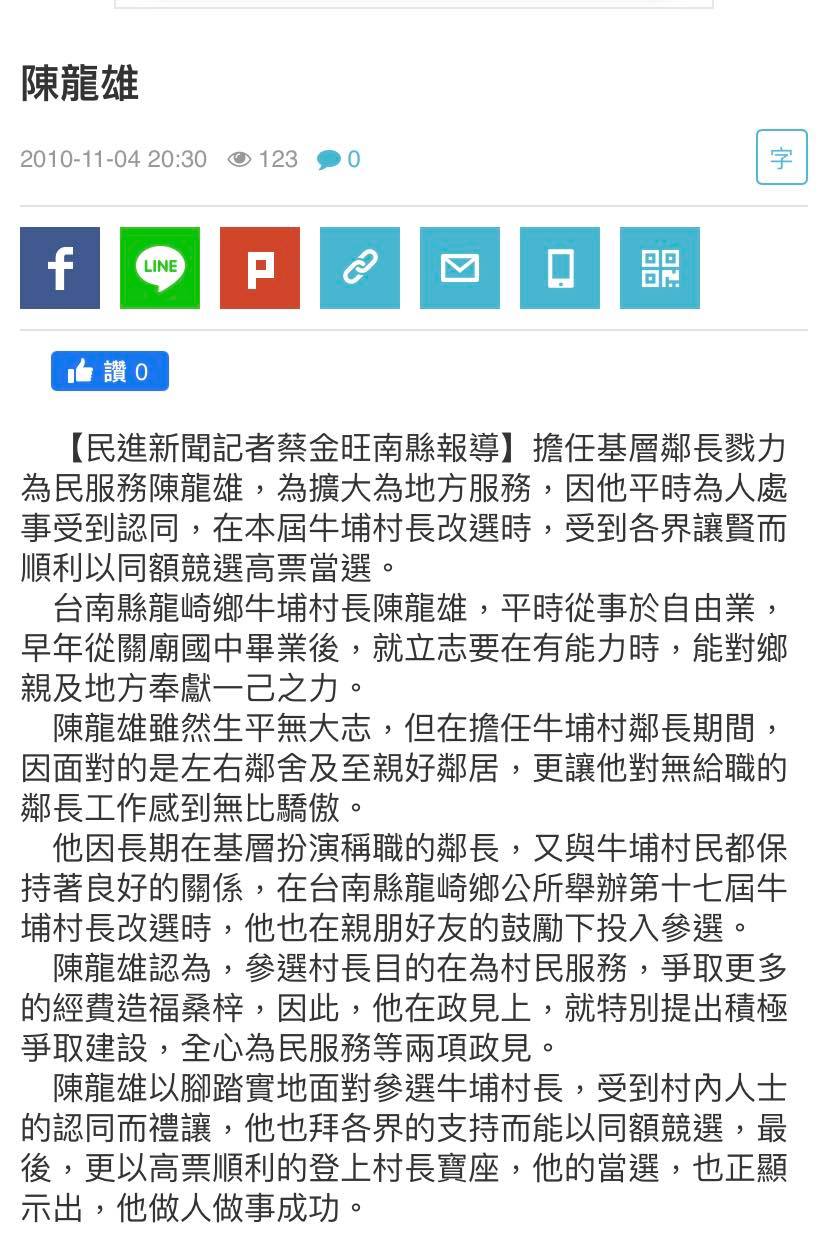 陳龍雄
2010-11-04 20:30 123 0
字
f LINE P
讚 0
【民進新聞記者蔡金旺南縣報導】擔任基層鄰長戮力
為民服務陳龍雄，為擴大為地方服務，因他平時為人處
事受到認同，在本屆牛埔村長改選時，受到各界讓賢而
順利以同額競選高票當選。
台南縣龍崎鄉牛埔村長陳龍雄，平時從事於自由業，
早年從關廟國中畢業後，就立志要在有能力時，能對鄉
親及地方奉獻一己之力。
陳龍雄雖然生平無大志，但在擔任牛埔村鄰長期間，
因面對的是左右鄰舍及至親好鄰居，更讓他對無給職的
鄰長工作感到無比驕傲。
他因長期在基層扮演稱職的鄰長，又與牛埔村民都保
持著良好的關係，在台南縣龍崎鄉公所舉辦第十七屆牛
埔村長改選時，他也在親朋好友的鼓勵下投入參選。
陳龍雄認為，參選村長目的在為村民服務，爭取更多
的經費造福桑梓，因此，他在政見上，就特別提出積極
爭取建設，全心為民服務等兩項政見。
陳龍雄以腳踏實地面對參選牛埔村長，受到村內人士
的認同而禮讓，他也拜各界的支持而能以同額競選，最
後，更以高票順利的登上村長寶座，他的當選，也正顯
示出，他做人做事成功。